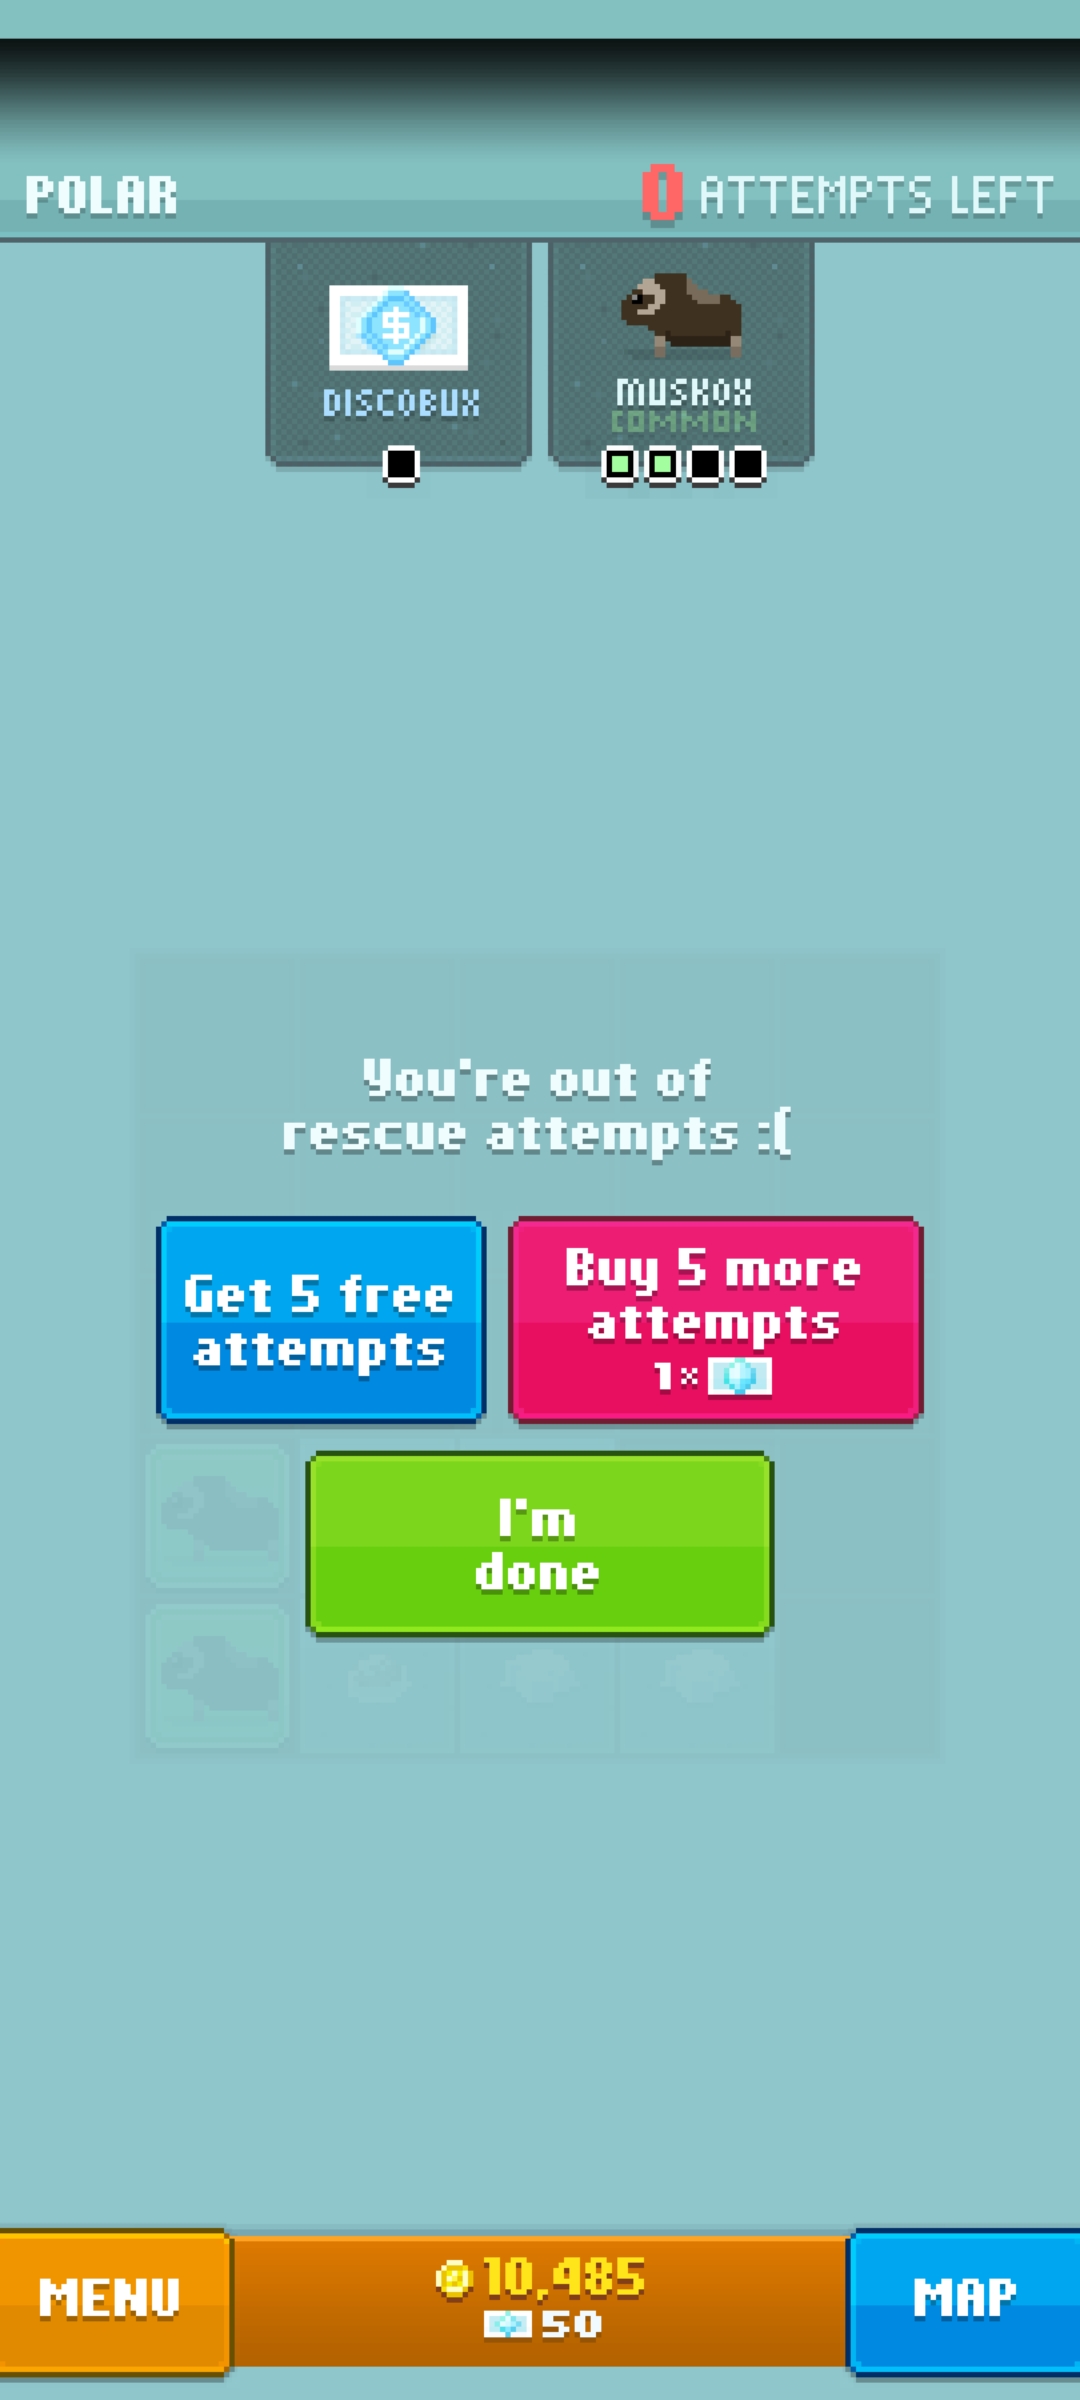 POLAR
0 ATTEMPTS LEFT
$
DISCOBUX
MUSKOX
COMMON
You're out of
rescue attempts :(
Get 5 free
attempts
Buy 5 more
attempts
1×
I'm
done
MENU
10,485
50
MAP